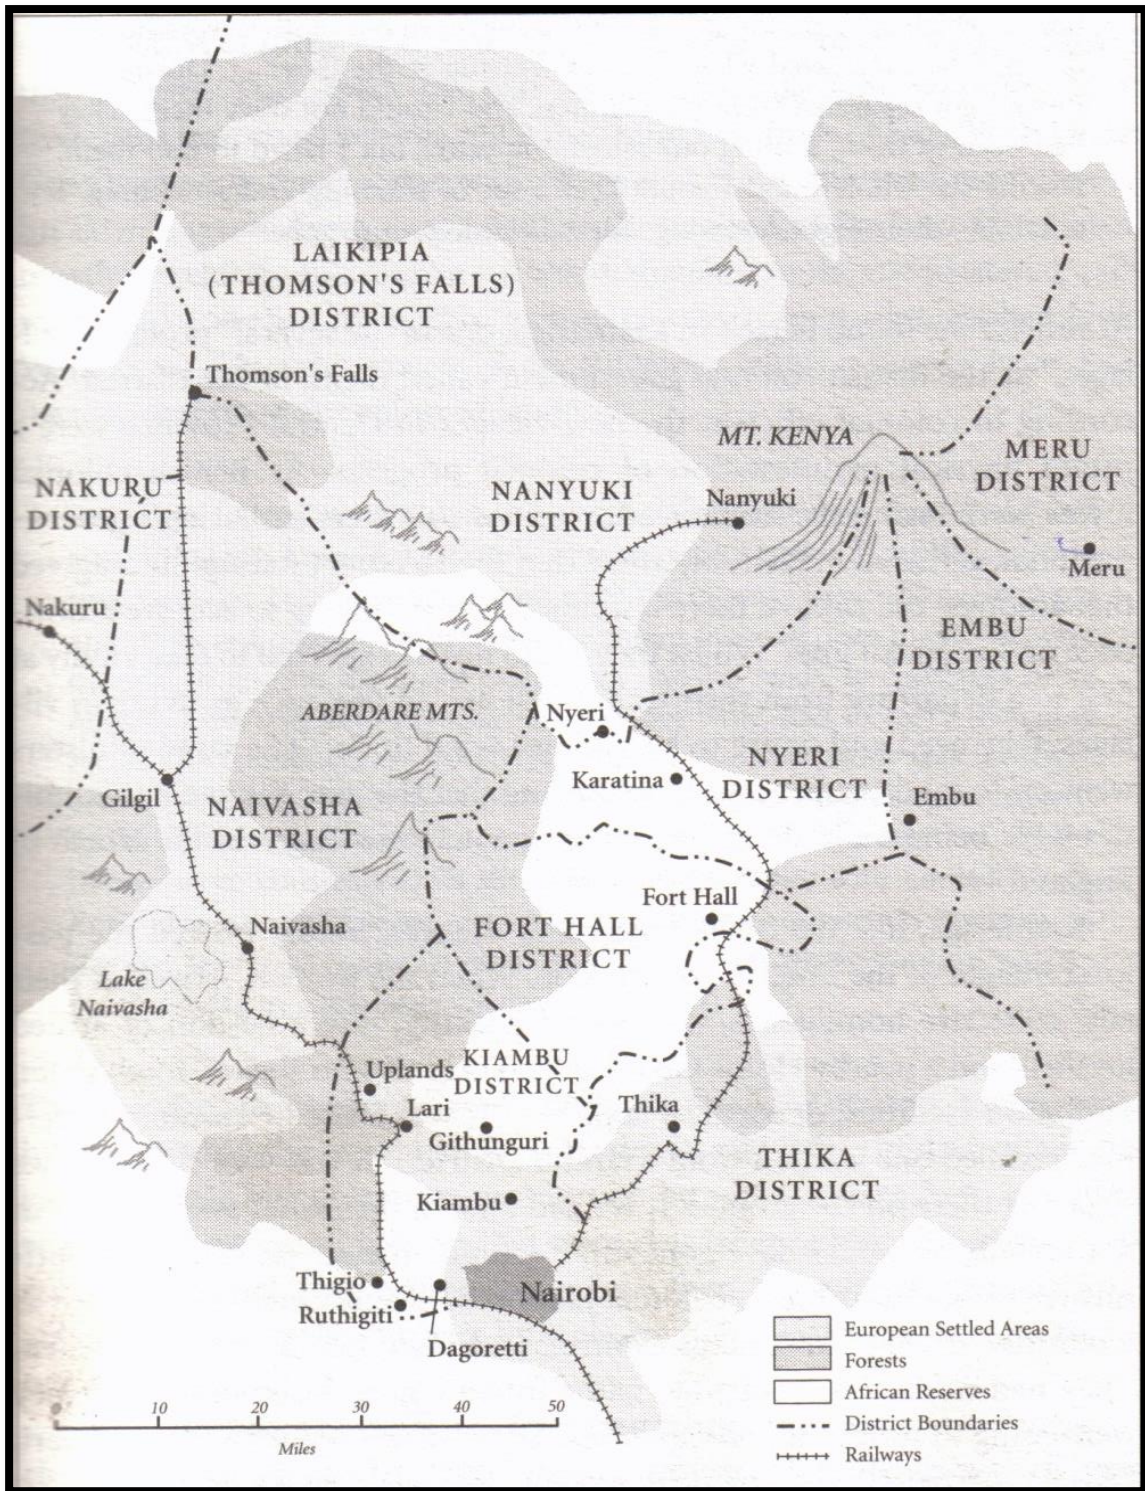 LAIKIPIA
(THOMSON'S FALLS)
DISTRICT
Thomson's Falls
MT. KENYA
MERU
DISTRICT
NAKURU
DISTRICT
NANYUKI
DISTRICT
Nanyuki
Meru
Nakuru
EMBU
DISTRICT
ABERDARE MTS.
Nyeri
Karatina
NYERI
DISTRICT
Gilgil
NAIVASHA
DISTRICT
Embu
Fort Hall
Naivasha
FORT HALL
DISTRICT
Lake
Naivasha
Uplands
KIAMBU
DISTRICT
Lari
Githunguri
Thika
THIKA
DISTRICT
Kiambu
Thigio
Ruthigiti
Nairobi
Dagoretti
European Settled Areas
Forests
African Reserves
District Boundaries
Railways
10 20 30 40 50
Miles